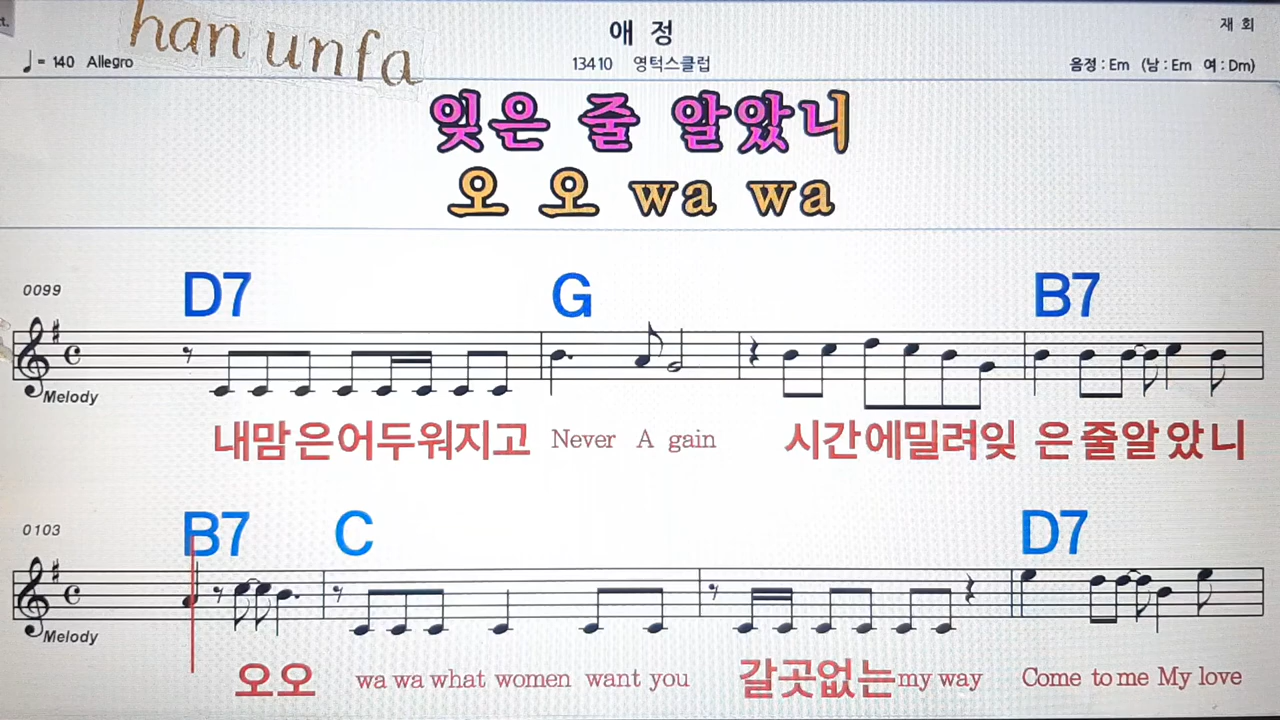 han unfa
애 정
재 회
♩= 140 Allegro
13410 영턱스클럽
음정 : Em (남 : Em 여 : Dm)
잊은 줄 알았니
오 오 wa wa
D7 G B7
0099
Melody
내맘은어두워지고 Never A gain 시간에밀려잊 은줄알았니
B7 C D7
0103
Melody
오오 wa wa what women want you 갈곳없는my way Come to me My love